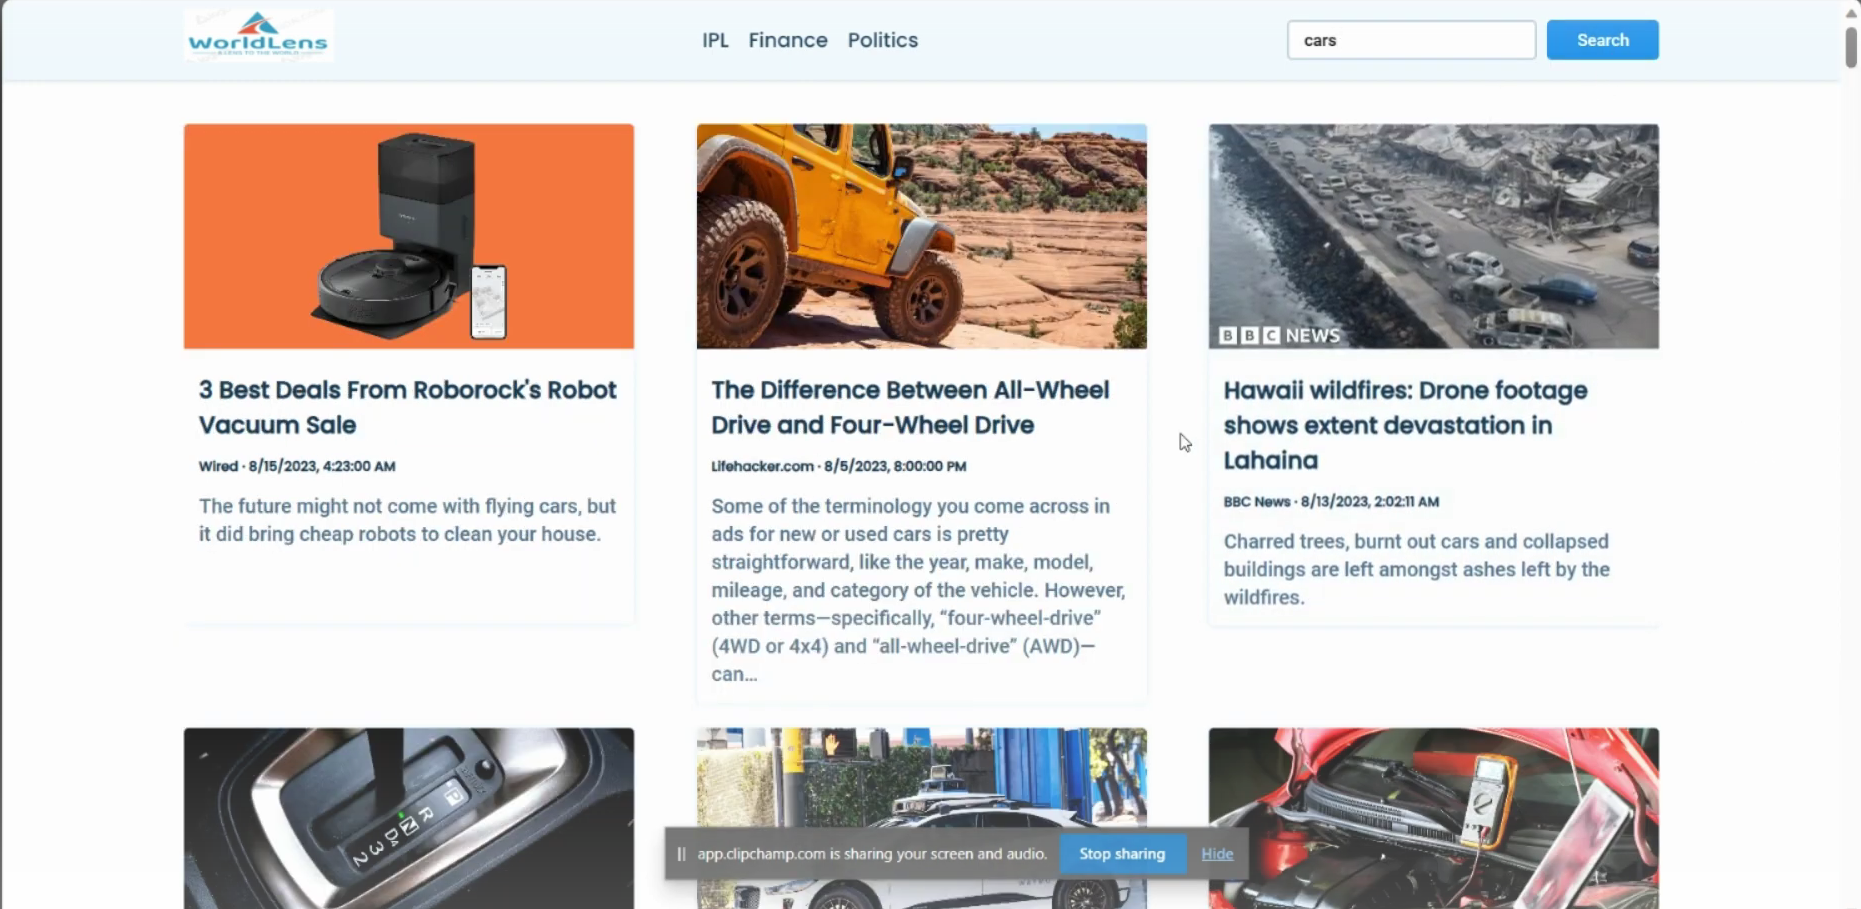 WorldLens
A LENS TO THE WORLD
IPL Finance Politics
cars
Search
BBC NEWS
3 Best Deals From Roborock's Robot
Vacuum Sale
Wired · 8/15/2023, 4:23:00 AM
The future might not come with flying cars, but
it did bring cheap robots to clean your house.
The Difference Between All-Wheel
Drive and Four-Wheel Drive
Lifehacker.com · 8/5/2023, 8:00:00 PM
Some of the terminology you come across in
ads for new or used cars is pretty
straightforward, like the year, make, model,
mileage, and category of the vehicle. However,
other terms—specifically, “four-wheel-drive”
(4WD or 4x4) and “all-wheel-drive” (AWD)—
can…
Hawaii wildfires: Drone footage
shows extent devastation in
Lahaina
BBC News · 8/13/2023, 2:02:11 AM
Charred trees, burnt out cars and collapsed
buildings are left amongst ashes left by the
wildfires.
P
R
N
D
3
2
app.clipchamp.com is sharing your screen and audio.
Stop sharing
Hide